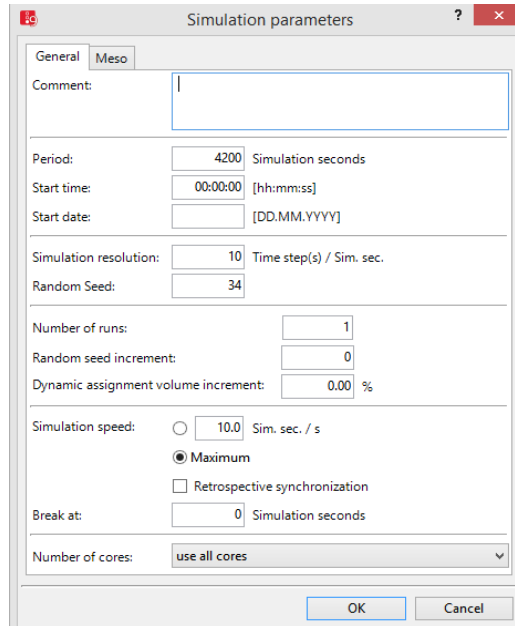 Simulation parameters ?
General Meso
Comment:
Period: 4200 Simulation seconds
Start time: 00:00:00 [hh:mm:ss]
Start date: [DD.MM.YYYY]
Simulation resolution: 10 Time step(s) / Sim. sec.
Random Seed: 34
Number of runs: 1
Random seed increment: 0
Dynamic assignment volume increment: 0.00 %
Simulation speed: 10.0 Sim. sec. / s
Maximum
Retrospective synchronization
Break at: 0 Simulation seconds
Number of cores: use all cores
OK Cancel